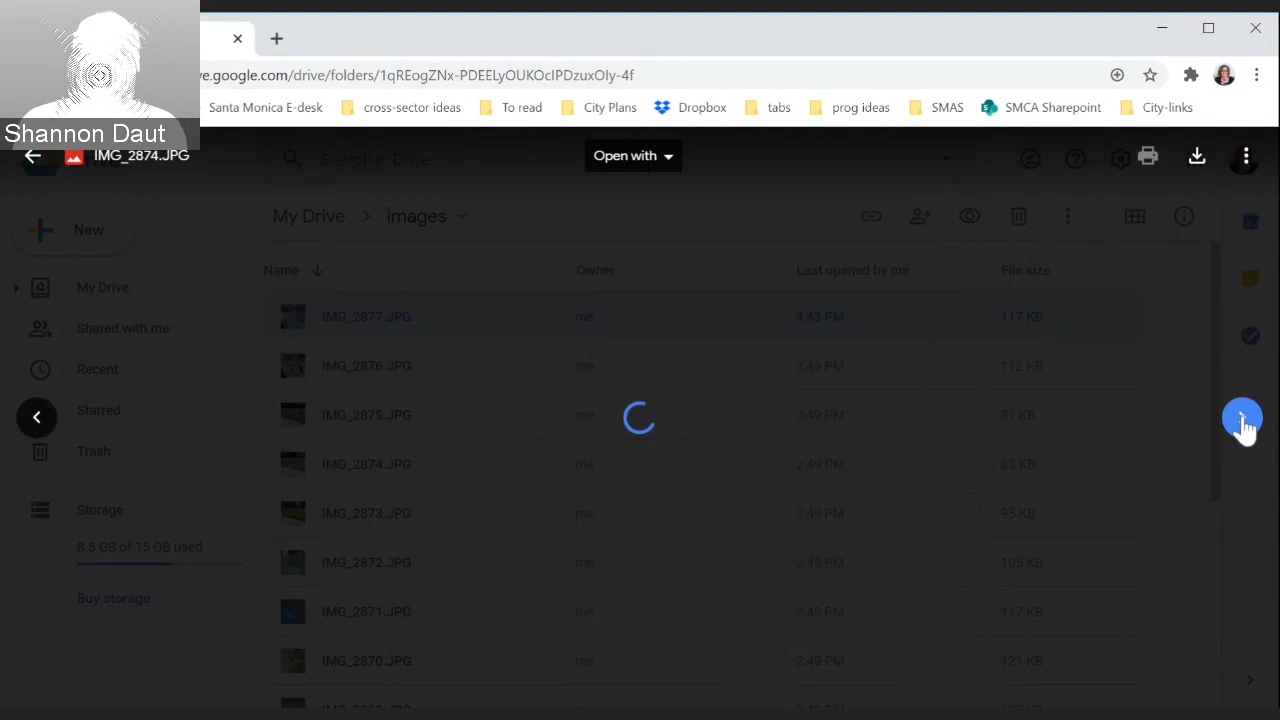 ve.google.com/drive/folders/1qREogZNx-PDEELyOUKOcIPDzuxOIy-4f
Santa Monica E-desk cross-sector ideas To read City Plans Dropbox tabs prog ideas SMAS SMCA Sharepoint City-links
Shannon Daut
IMG_2874.JPG Open with
Search in Drive
New
My Drive > images
Name Owner Last opened by me File size
My Drive
Shared with me
Recent
Starred
Trash
Storage
8.5 GB of 15 GB used
Buy storage
IMG_2877.JPG me 4:43 PM 117 KB
IMG_2876.JPG me 2:49 PM 112 KB
IMG_2875.JPG me 2:49 PM 91 KB
IMG_2874.JPG me 2:49 PM 83 KB
IMG_2873.JPG me 2:49 PM 95 KB
IMG_2872.JPG me 2:49 PM 105 KB
IMG_2871.JPG me 2:49 PM 117 KB
IMG_2870.JPG me 2:49 PM 121 KB